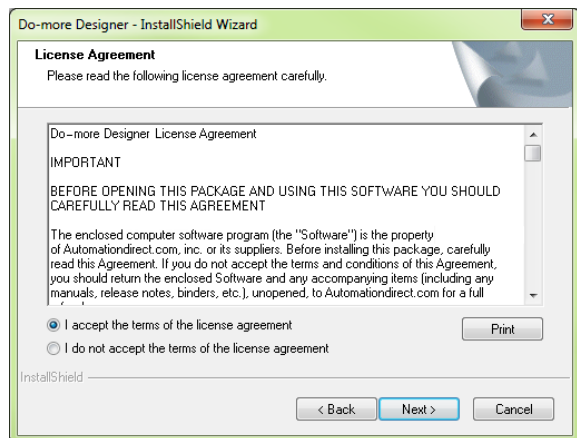 Do-more Designer - InstallShield Wizard
License Agreement
Please read the following license agreement carefully.
Do-more Designer License Agreement
IMPORTANT
BEFORE OPENING THIS PACKAGE AND USING THIS SOFTWARE YOU SHOULD
CAREFULLY READ THIS AGREEMENT
The enclosed computer software program (the "Software") is the property
of Automationdirect.com, inc. or its suppliers. Before installing this package, carefully
read this Agreement. If you do not accept the terms and conditions of this Agreement,
you should return the enclosed Software and any accompanying items (including any
manuals, release notes, binders, etc.), unopened, to Automationdirect.com for a full
I accept the terms of the license agreement
Print
I do not accept the terms of the license agreement
InstallShield
< Back
Next >
Cancel